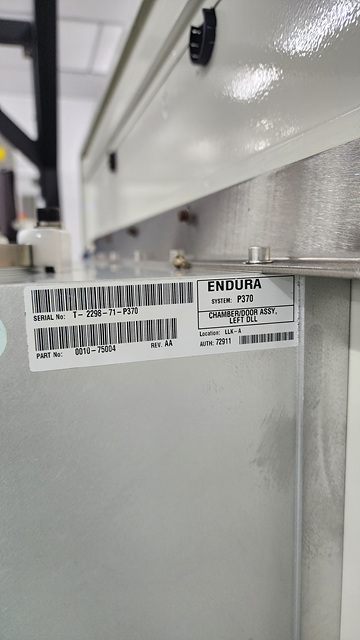 SERIAL No: T-2298-71-P370
PART No: 0010-75004 REV. AA
ENDURA
SYSTEM: P370
CHAMBER/DOOR ASSY,
LEFT DLL
Location: LLK-A
AUTH: 72911